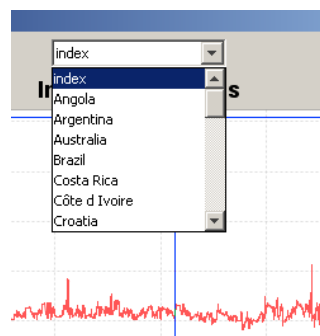 index
index
Angola
Argentina
Australia
Brazil
Costa Rica
Côte d Ivoire
Croatia